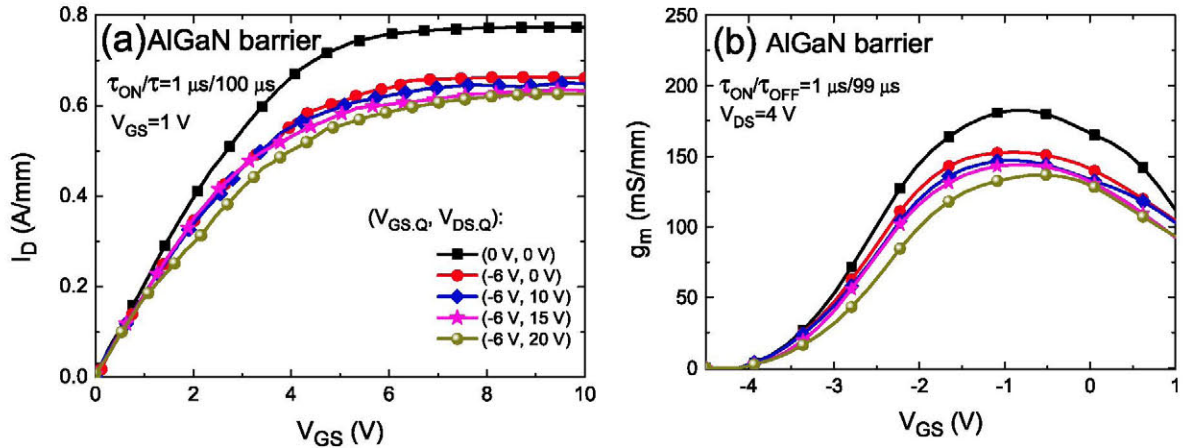 (a) AlGaN barrier
τON/τ=1 μs/100 μs
VGS=1 V
(VGS.Q, VDS.Q):
(0 V, 0 V)
(-6 V, 0 V)
(-6 V, 10 V)
(-6 V, 15 V)
(-6 V, 20 V)
0.8
0.6
0.4
0.2
0.0
ID (A/mm)
0 2 4 6 8 10
VGS (V)
(b) AlGaN barrier
τON/τOFF=1 μs/99 μs
VDS=4 V
250
200
150
100
50
0
gm (mS/mm)
-4 -3 -2 -1 0 1
VGS (V)